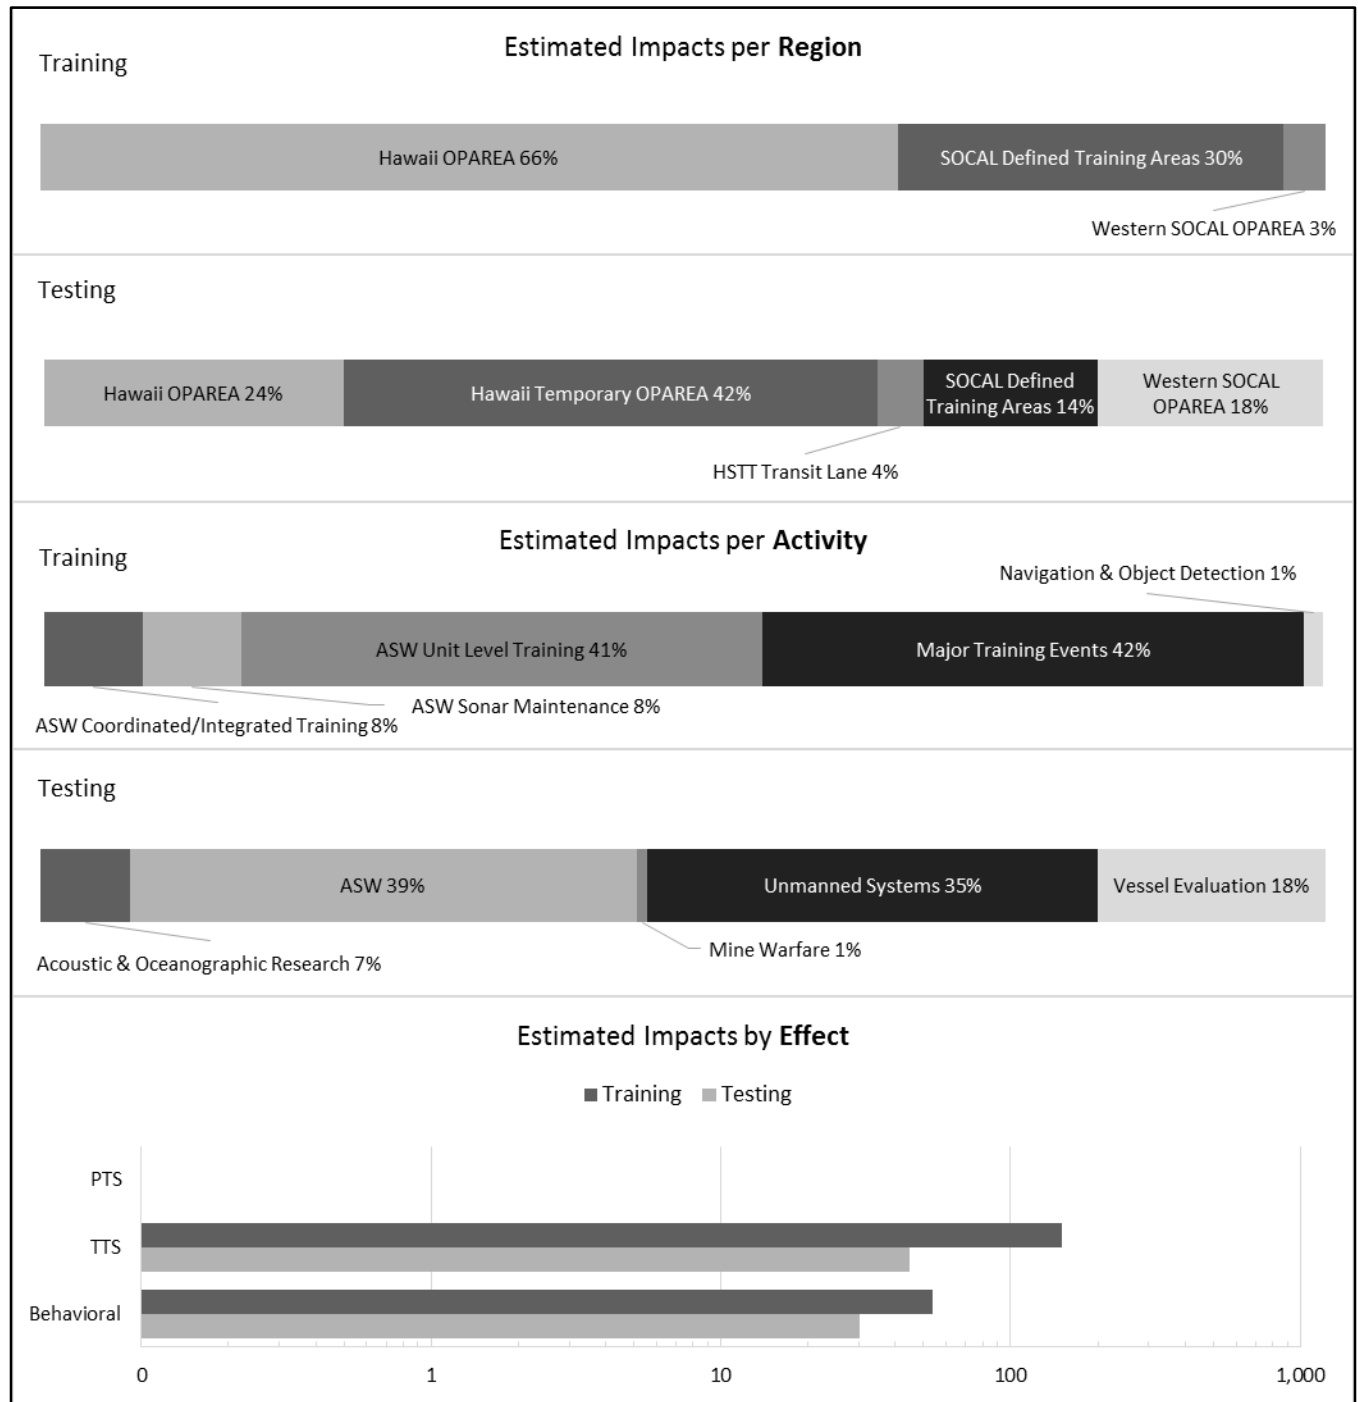 Estimated Impacts per Region
Training
Hawaii OPAREA 66%
SOCAL Defined Training Areas 30%
Western SOCAL OPAREA 3%
Testing
Hawaii OPAREA 24%
Hawaii Temporary OPAREA 42%
HSTT Transit Lane 4%
SOCAL Defined
Training Areas 14%
Western SOCAL
OPAREA 18%
Estimated Impacts per Activity
Training
Navigation & Object Detection 1%
ASW Unit Level Training 41%
Major Training Events 42%
ASW Sonar Maintenance 8%
ASW Coordinated/Integrated Training 8%
Testing
ASW 39%
Unmanned Systems 35%
Vessel Evaluation 18%
Mine Warfare 1%
Acoustic & Oceanographic Research 7%
Estimated Impacts by Effect
Training Testing
PTS
TTS
Behavioral
0 1 10 100 1,000